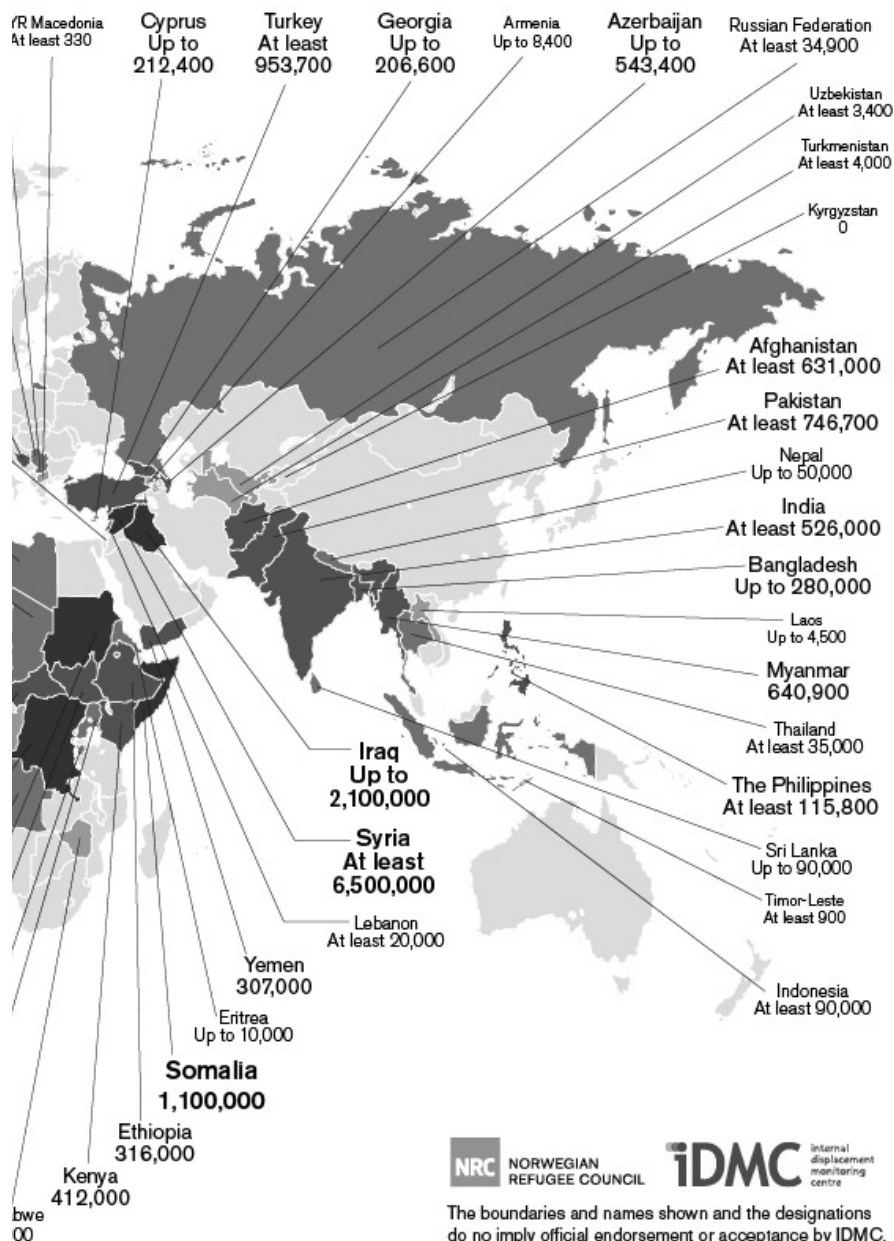 YR Macedonia
At least 330
Cyprus
Up to
212,400
Turkey
At least
953,700
Georgia
Up to
206,600
Armenia
Up to 8,400
Azerbaijan
Up to
543,400
Russian Federation
At least 34,900
Uzbekistan
At least 3,400
Turkmenistan
At least 4,000
Kyrgyzstan
0
Afghanistan
At least 631,000
Pakistan
At least 746,700
Nepal
Up to 50,000
India
At least 526,000
Bangladesh
Up to 280,000
Laos
Up to 4,500
Myanmar
640,900
Thailand
At least 35,000
The Philippines
At least 115,800
Sri Lanka
Up to 90,000
Timor-Leste
At least 900
Indonesia
At least 90,000
Iraq
Up to
2,100,000
Syria
At least
6,500,000
Lebanon
At least 20,000
Yemen
307,000
Eritrea
Up to 10,000
Somalia
1,100,000
Ethiopia
316,000
Kenya
412,000
bwe
00
NRC
NORWEGIAN
REFUGEE COUNCIL
iDMC
internal
displacement
monitoring
centre
The boundaries and names shown and the designations
do no imply official endorsement or acceptance by IDMC.